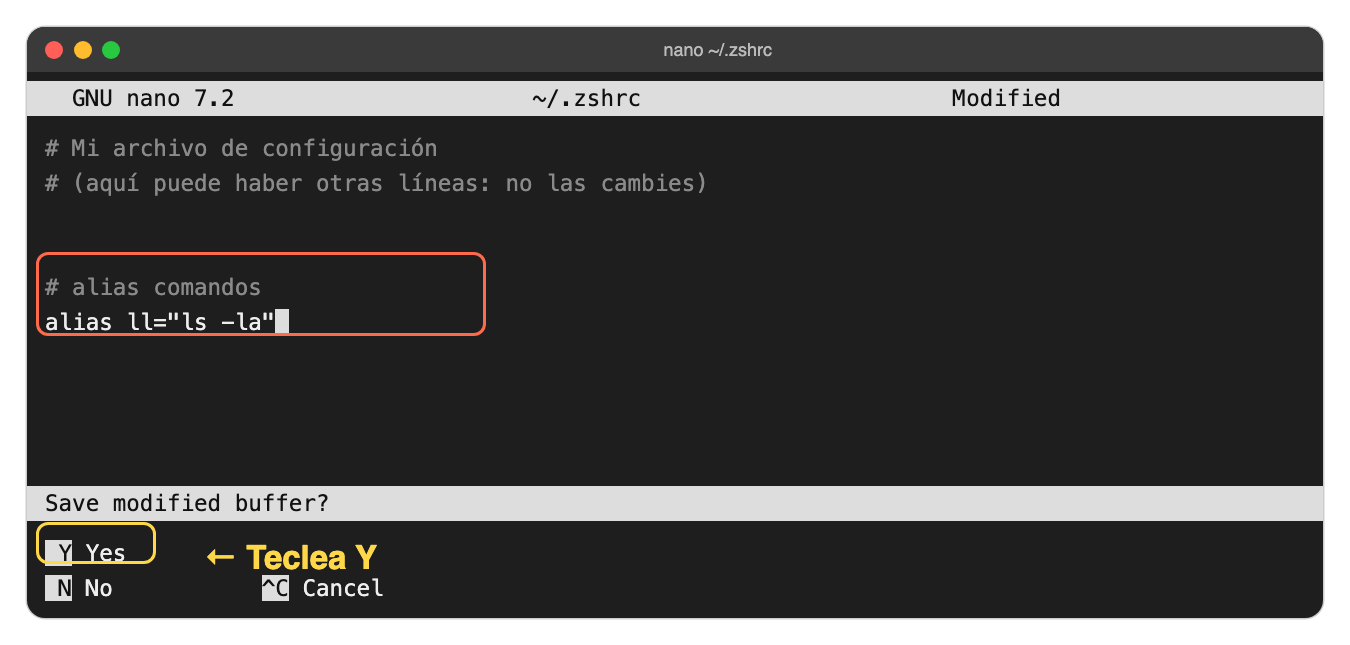 nano ~/.zshrc
GNU nano 7.2 ~/.zshrc Modified
# Mi archivo de configuración
# (aquí puede haber otras líneas: no las cambies)
# alias comandos
alias ll="ls -la"
Save modified buffer?
Y Yes ← Teclea Y
N No ^C Cancel